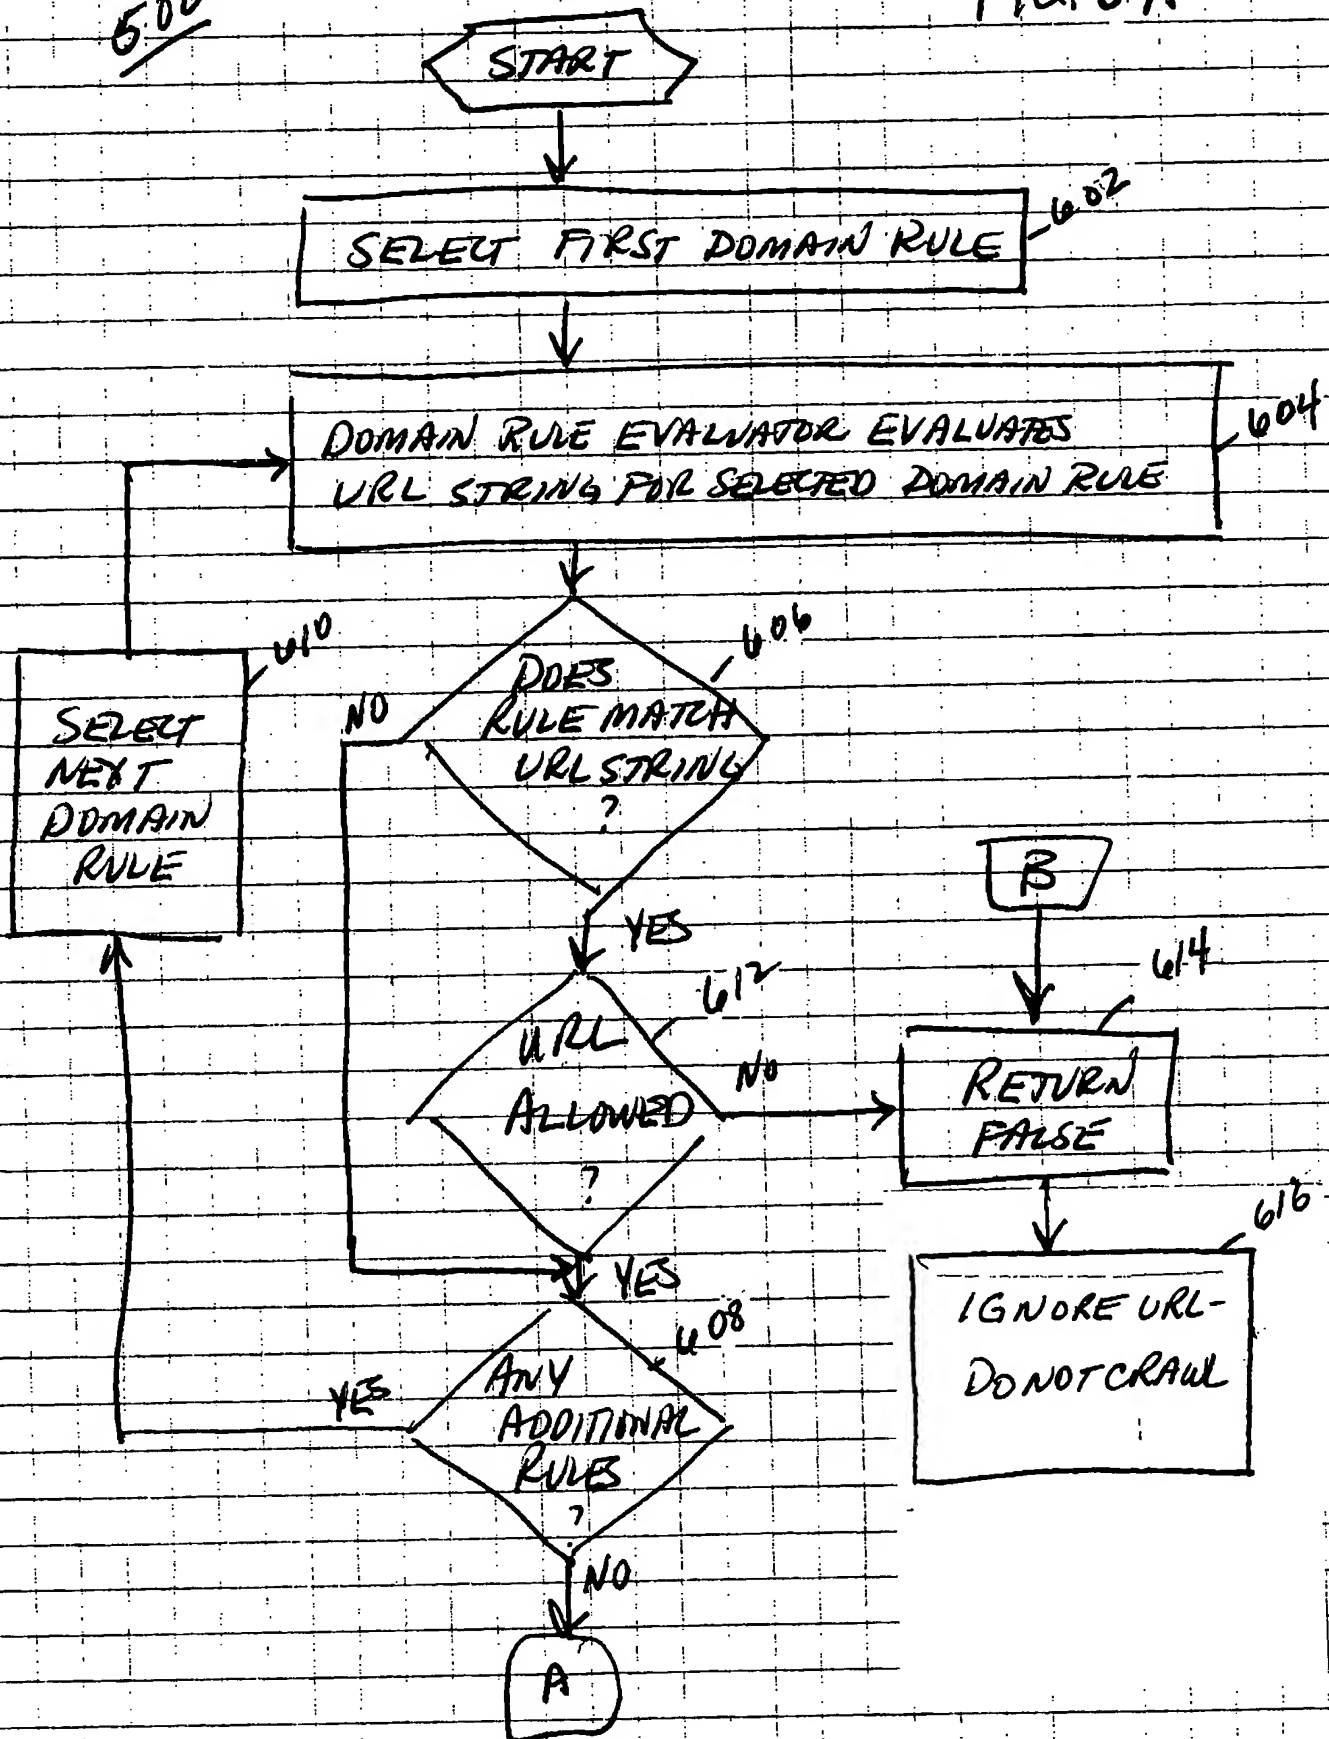 500
START
602
SELECT FIRST DOMAIN RULE
604
DOMAIN RULE EVALUATOR EVALUATES
URL STRING FOR SELECTED DOMAIN RULE
610
606
SELECT
NEXT
DOMAIN
RULE
NO
DOES
RULE MATCH
URL STRING
?
YES
B
612
614
URL
ALLOWED
?
NO
RETURN
FALSE
616
YES
IGNORE URL-
DO NOT CRAWL
608
YES
ANY
ADDITIONAL
RULES
?
NO
A